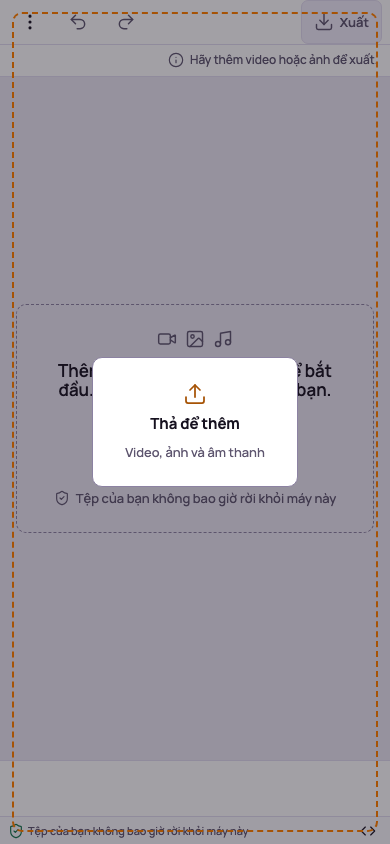 Xuất
Hãy thêm video hoặc ảnh để xuất
bắt
đầu. bạn.
Thả để thêm
Video, ảnh và âm thanh
Tệp của bạn không bao giờ rời khỏi máy này
Tệp của bạn không bao giờ rời khỏi máy này